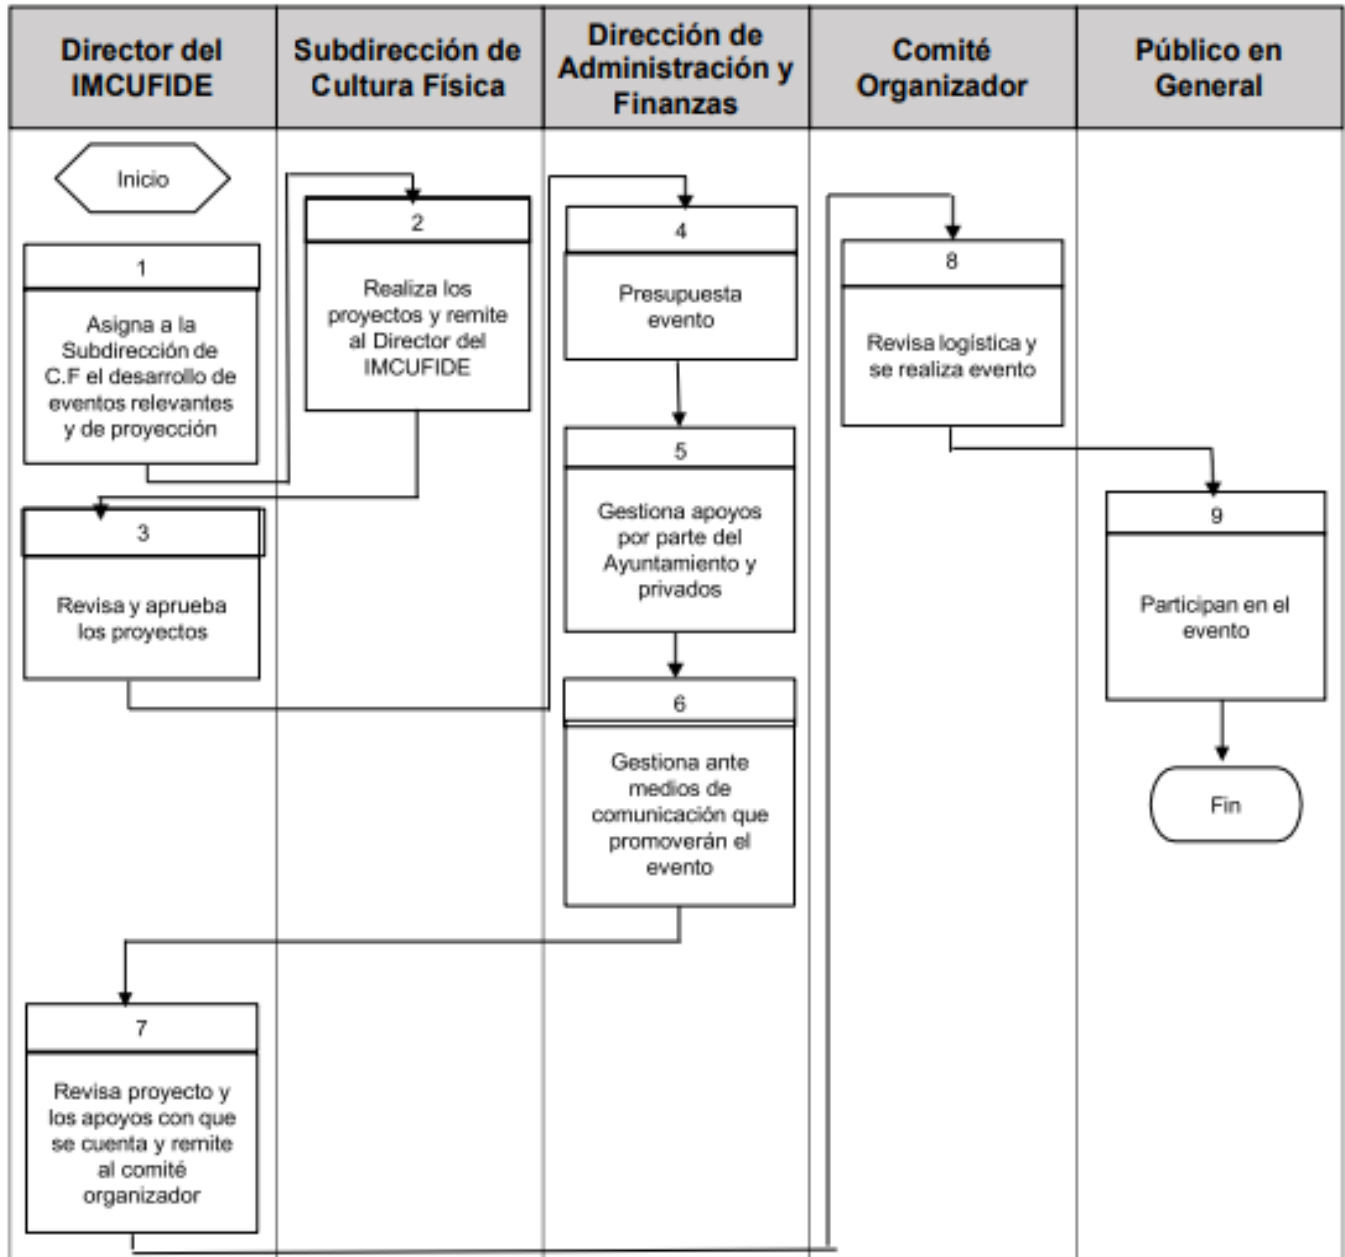 Director del
IMCUFIDE
Subdirección de
Cultura Física
Dirección de
Administración y
Finanzas
Comité
Organizador
Público en
General
Inicio
1
Asigna a la
Subdirección de
C.F el desarrollo de
eventos relevantes
y de proyección
2
Realiza los
proyectos y remite
al Director del
IMCUFIDE
3
Revisa y aprueba
los proyectos
4
Presupuesta
evento
5
Gestiona apoyos
por parte del
Ayuntamiento y
privados
6
Gestiona ante
medios de
comunicación que
promoverán el
evento
7
Revisa proyecto y
los apoyos con que
se cuenta y remite
al comité
organizador
8
Revisa logística y
se realiza evento
9
Participan en el
evento
Fin